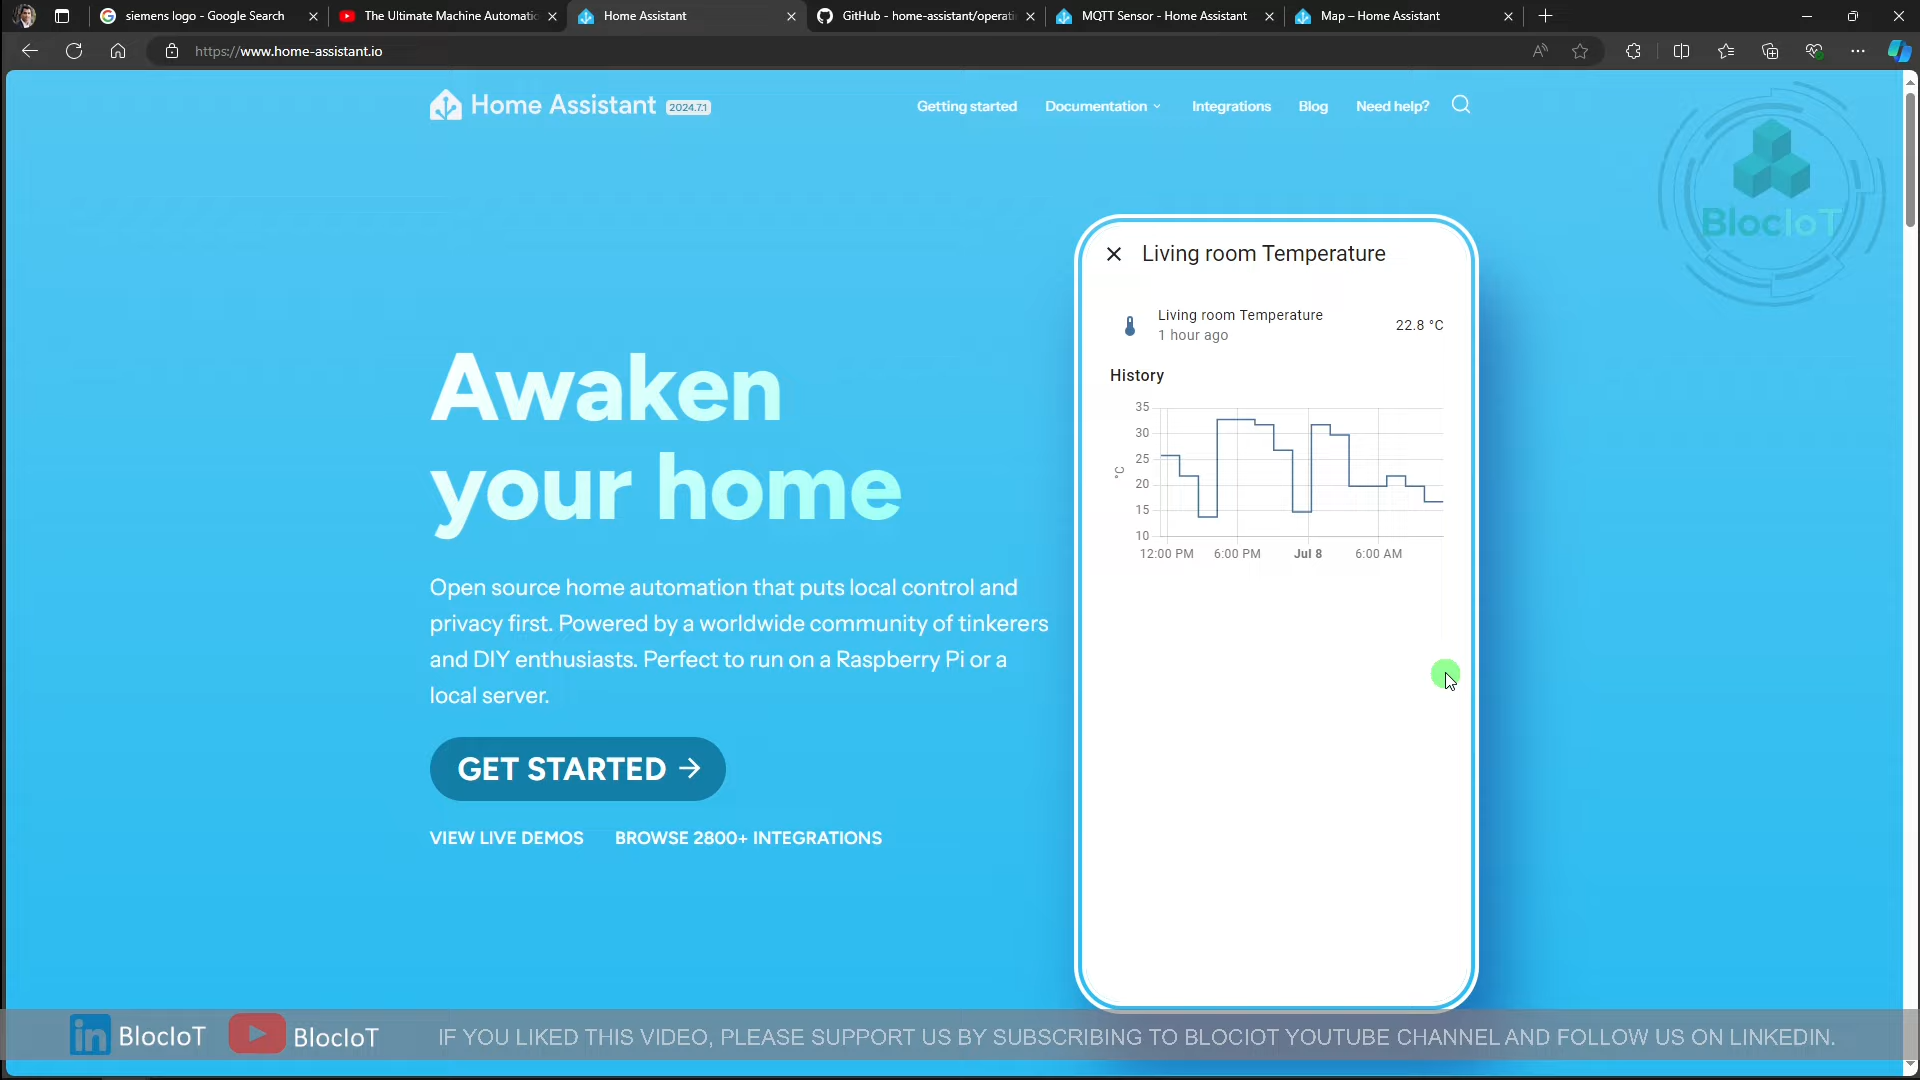 siemens logo - Google Search
The Ultimate Machine Automatic
Home Assistant
GitHub - home-assistant/operati
MQTT Sensor - Home Assistant
Map – Home Assistant
https://www.home-assistant.io
Home Assistant 2024.7.1
Getting started
Documentation
Integrations
Blog
Need help?
BlocIoT
Awaken
your home
Open source home automation that puts local control and
privacy first. Powered by a worldwide community of tinkerers
and DIY enthusiasts. Perfect to run on a Raspberry Pi or a
local server.
GET STARTED →
VIEW LIVE DEMOS
BROWSE 2800+ INTEGRATIONS
Living room Temperature
Living room Temperature
1 hour ago
22.8 °C
History
35
30
25
20
15
10
°C
12:00 PM
6:00 PM
Jul 8
6:00 AM
in BlocIoT
BlocIoT
IF YOU LIKED THIS VIDEO, PLEASE SUPPORT US BY SUBSCRIBING TO BLOCIOT YOUTUBE CHANNEL AND FOLLOW US ON LINKEDIN.